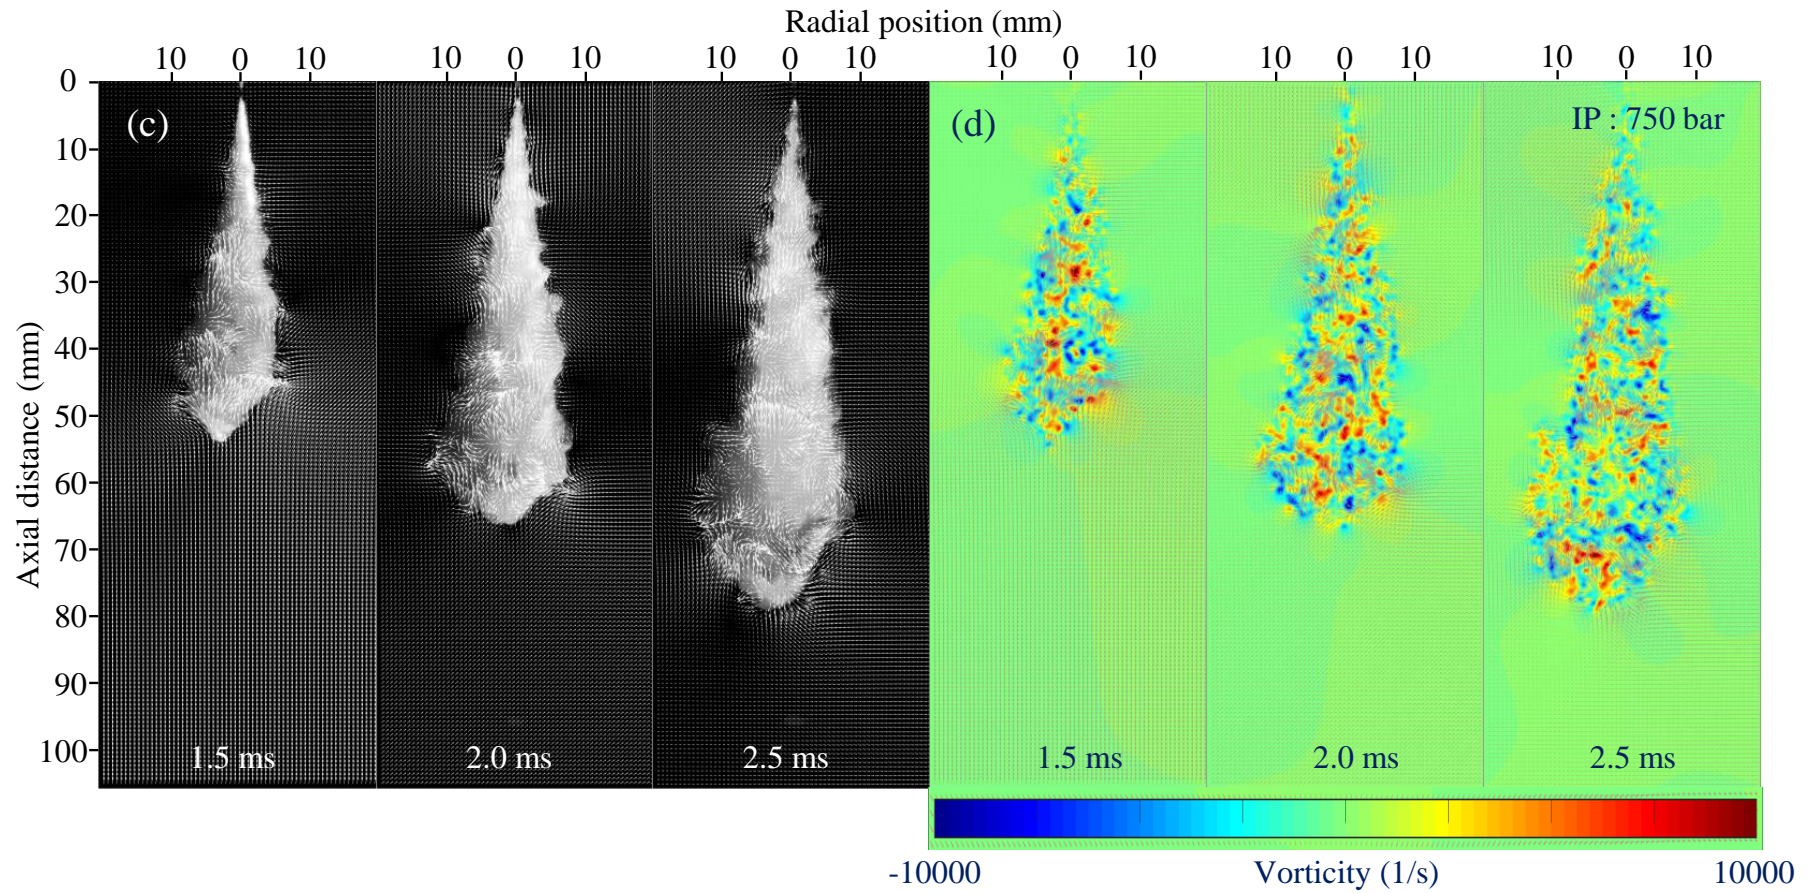 Radial position (mm)
10 0 10 10 0 10 10 0 10 10 0 10 10 0 10 10 0 10
0
(c) (d) IP : 750 bar
10
20
30
40
50
60
70
80
90
100
Axial distance (mm)
1.5 ms 2.0 ms 2.5 ms 1.5 ms 2.0 ms 2.5 ms
-10000 Vorticity (1/s) 10000